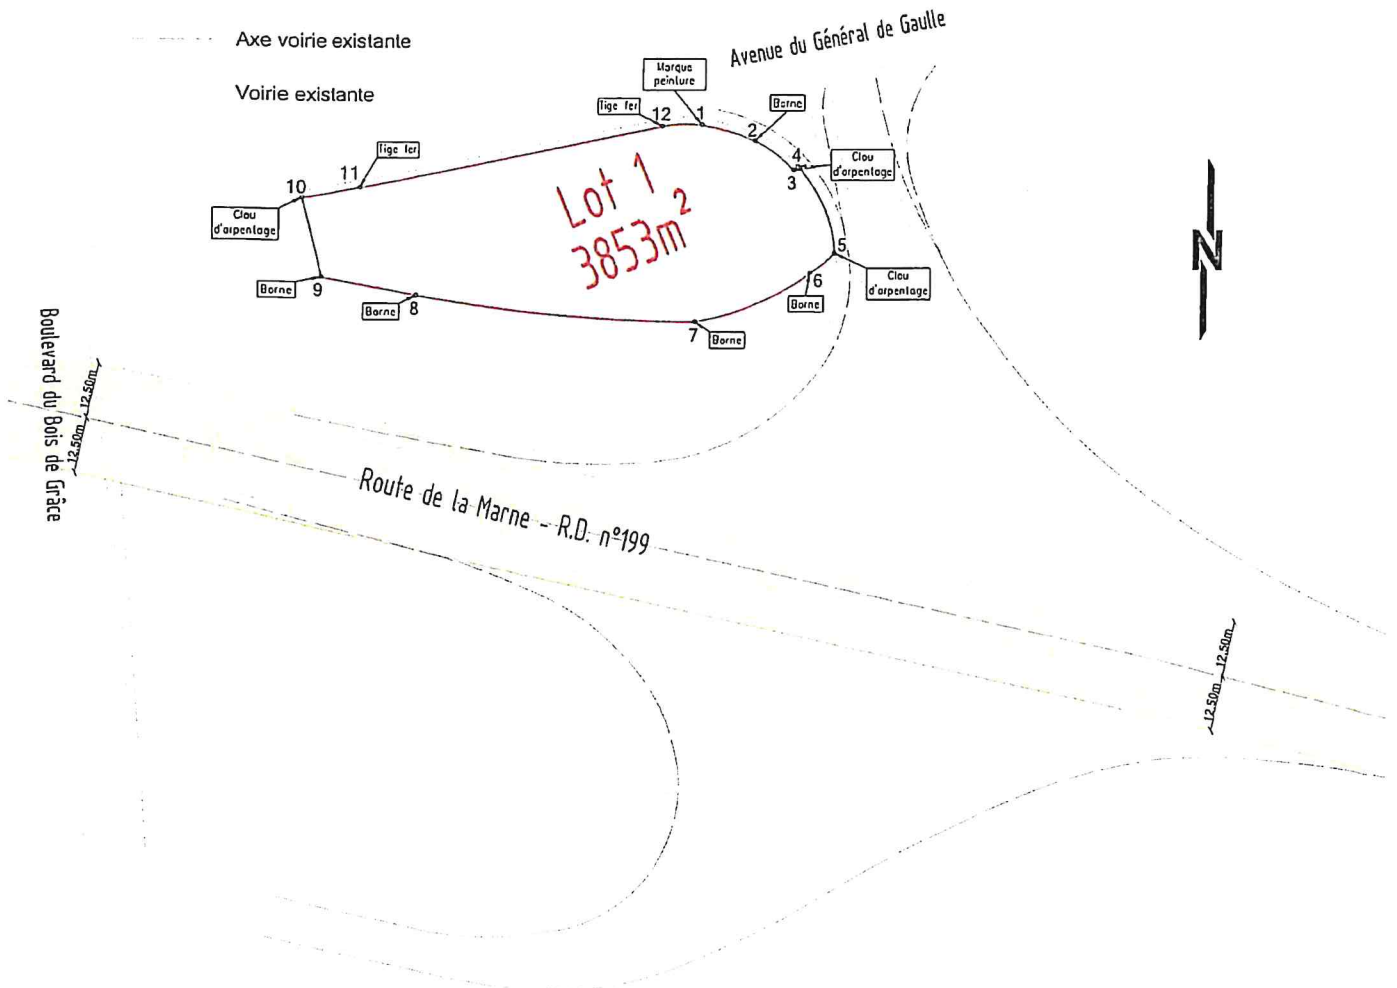 Axe voirie existante
Voirie existante
Avenue du Général de Gaulle
Marque
peinture
Tige fer
12
1
2
Borne
4
3
Clou
d'arpentage
Tige fer
11
10
Clou
d'arpentage
Lot 1
3853m²
N
5
Clou
d'arpentage
6
Borne
9
Borne
8
Borne
7
Borne
Boulevard du Bois de Grâce
12.50m
12.50m
Route de la Marne - R.D. n°199
12.50m
12.50m